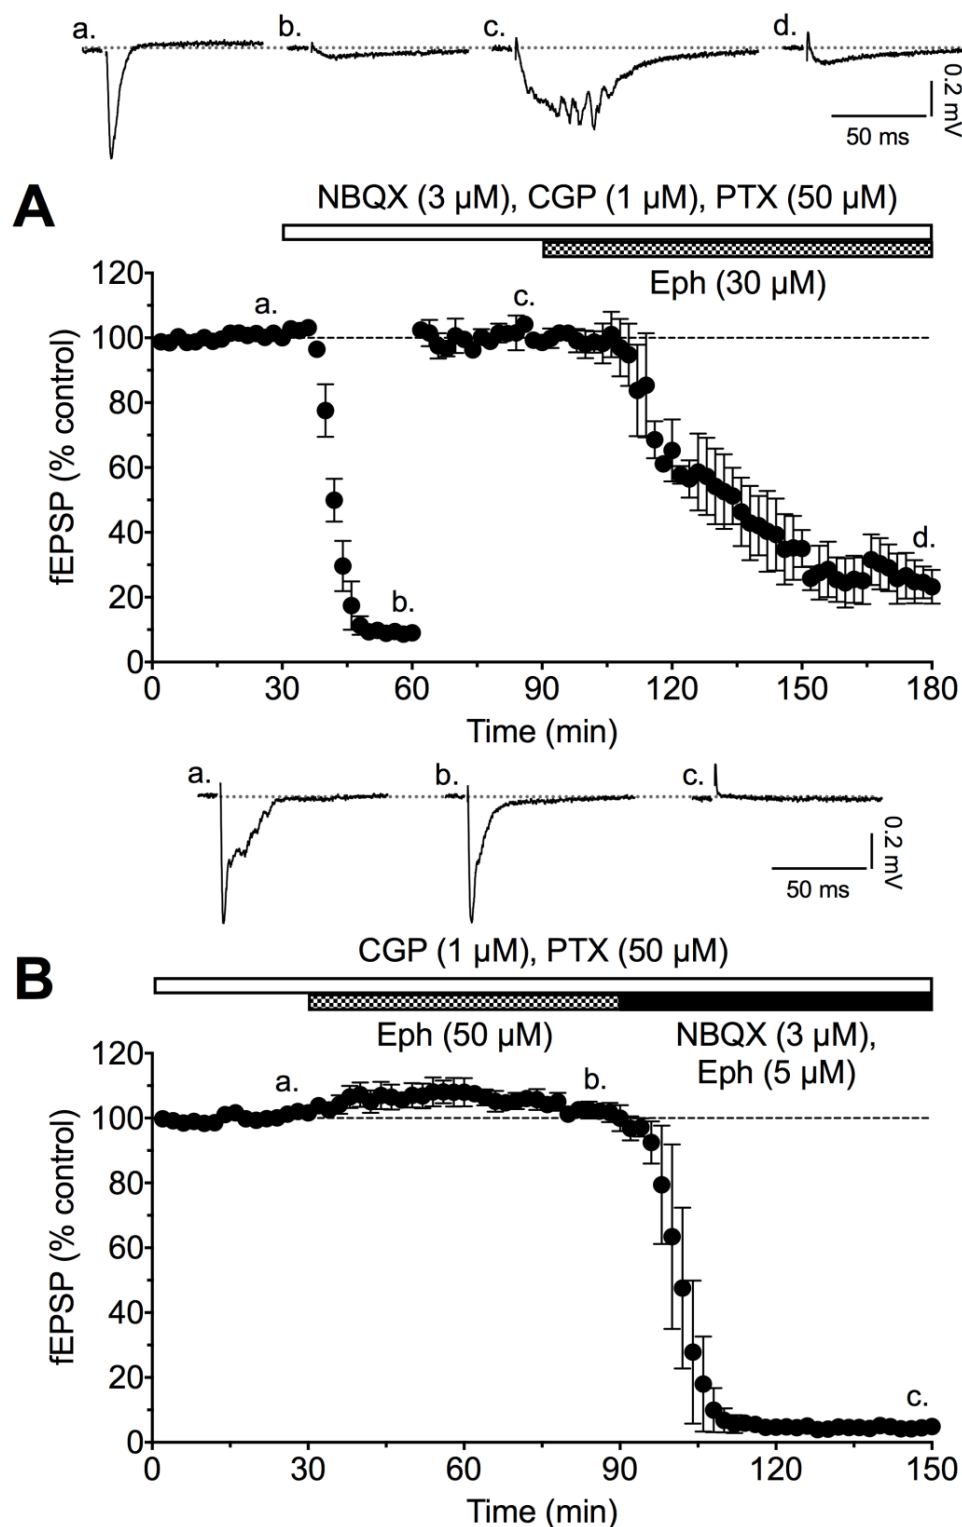 a.
b.
c.
d.
0.2 mV
50 ms
A
NBQX (3 µM), CGP (1 µM), PTX (50 µM)
Eph (30 µM)
120
100
80
60
40
20
0
fEPSP (% control)
a.
b.
c.
d.
0 30 60 90 120 150 180
Time (min)
a.
b.
c.
0.2 mV
50 ms
B
CGP (1 µM), PTX (50 µM)
Eph (50 µM)
NBQX (3 µM),
Eph (5 µM)
120
100
80
60
40
20
0
fEPSP (% control)
a.
b.
c.
0 30 60 90 120 150
Time (min)